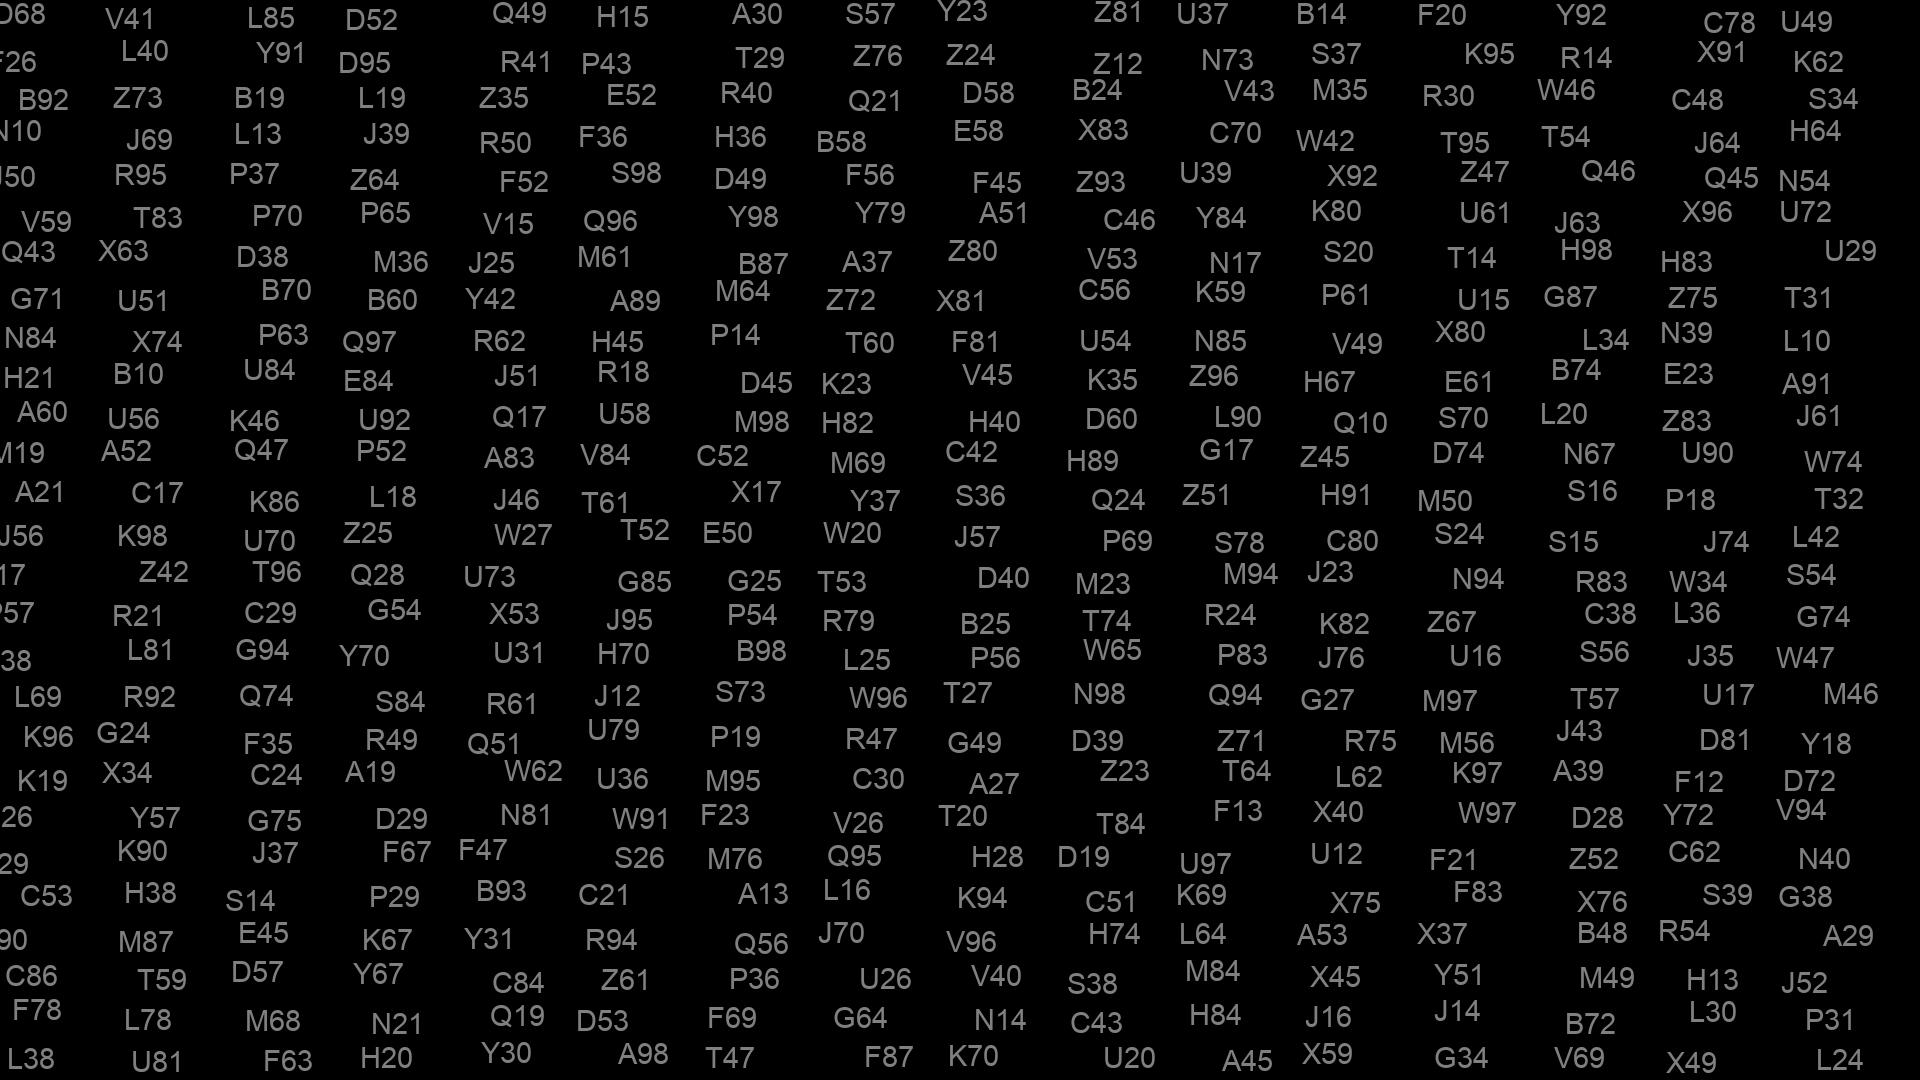 D68 V41 L85 D52 Q49 H15 A30 S57 Y23 Z81 U37 B14 F20 Y92 C78 U49
F26 L40 Y91 D95 R41 P43 T29 Z76 Z24 Z12 N73 S37 K95 R14 X91 K62
B92 Z73 B19 L19 Z35 E52 R40 Q21 D58 B24 V43 M35 R30 W46 C48 S34
N10 J69 L13 J39 R50 F36 H36 B58 E58 X83 C70 W42 T95 T54 J64 H64
50 R95 P37 Z64 F52 S98 D49 F56 F45 Z93 U39 X92 Z47 Q46 Q45 N54
V59 T83 P70 P65 V15 Q96 Y98 Y79 A51 C46 Y84 K80 U61 J63 X96 U72
Q43 X63 D38 M36 J25 M61 B87 A37 Z80 V53 N17 S20 T14 H98 H83 U29
G71 U51 B70 B60 Y42 A89 M64 Z72 X81 C56 K59 P61 U15 G87 Z75 T31
N84 X74 P63 Q97 R62 H45 P14 T60 F81 U54 N85 V49 X80 L34 N39 L10
H21 B10 U84 E84 J51 R18 D45 K23 V45 K35 Z96 H67 E61 B74 E23 A91
A60 U56 K46 U92 Q17 U58 M98 H82 H40 D60 L90 Q10 S70 L20 Z83 J61
M19 A52 Q47 P52 A83 V84 C52 M69 C42 H89 G17 Z45 D74 N67 U90 W74
A21 C17 K86 L18 J46 T61 X17 Y37 S36 Q24 Z51 H91 M50 S16 P18 T32
J56 K98 U70 Z25 W27 T52 E50 W20 J57 P69 S78 C80 S24 S15 J74 L42
17 Z42 T96 Q28 U73 G85 G25 T53 D40 M23 M94 J23 N94 R83 W34 S54
57 R21 C29 G54 X53 J95 P54 R79 B25 T74 R24 K82 Z67 C38 L36 G74
38 L81 G94 Y70 U31 H70 B98 L25 P56 W65 P83 J76 U16 S56 J35 W47
L69 R92 Q74 S84 R61 J12 S73 W96 T27 N98 Q94 G27 M97 T57 U17 M46
K96 G24 F35 R49 Q51 U79 P19 R47 G49 D39 Z71 R75 M56 J43 D81 Y18
K19 X34 C24 A19 W62 U36 M95 C30 A27 Z23 T64 L62 K97 A39 F12 D72
26 Y57 G75 D29 N81 W91 F23 V26 T20 T84 F13 X40 W97 D28 Y72 V94
29 K90 J37 F67 F47 S26 M76 Q95 H28 D19 U97 U12 F21 Z52 C62 N40
C53 H38 S14 P29 B93 C21 A13 L16 K94 C51 K69 X75 F83 X76 S39 G38
90 M87 E45 K67 Y31 R94 Q56 J70 V96 H74 L64 A53 X37 B48 R54 A29
C86 T59 D57 Y67 C84 Z61 P36 U26 V40 S38 M84 X45 Y51 M49 H13 J52
F78 L78 M68 N21 Q19 D53 F69 G64 N14 C43 H84 J16 J14 B72 L30 P31
L38 U81 F63 H20 Y30 A98 T47 F87 K70 U20 A45 X59 G34 V69 X49 L24